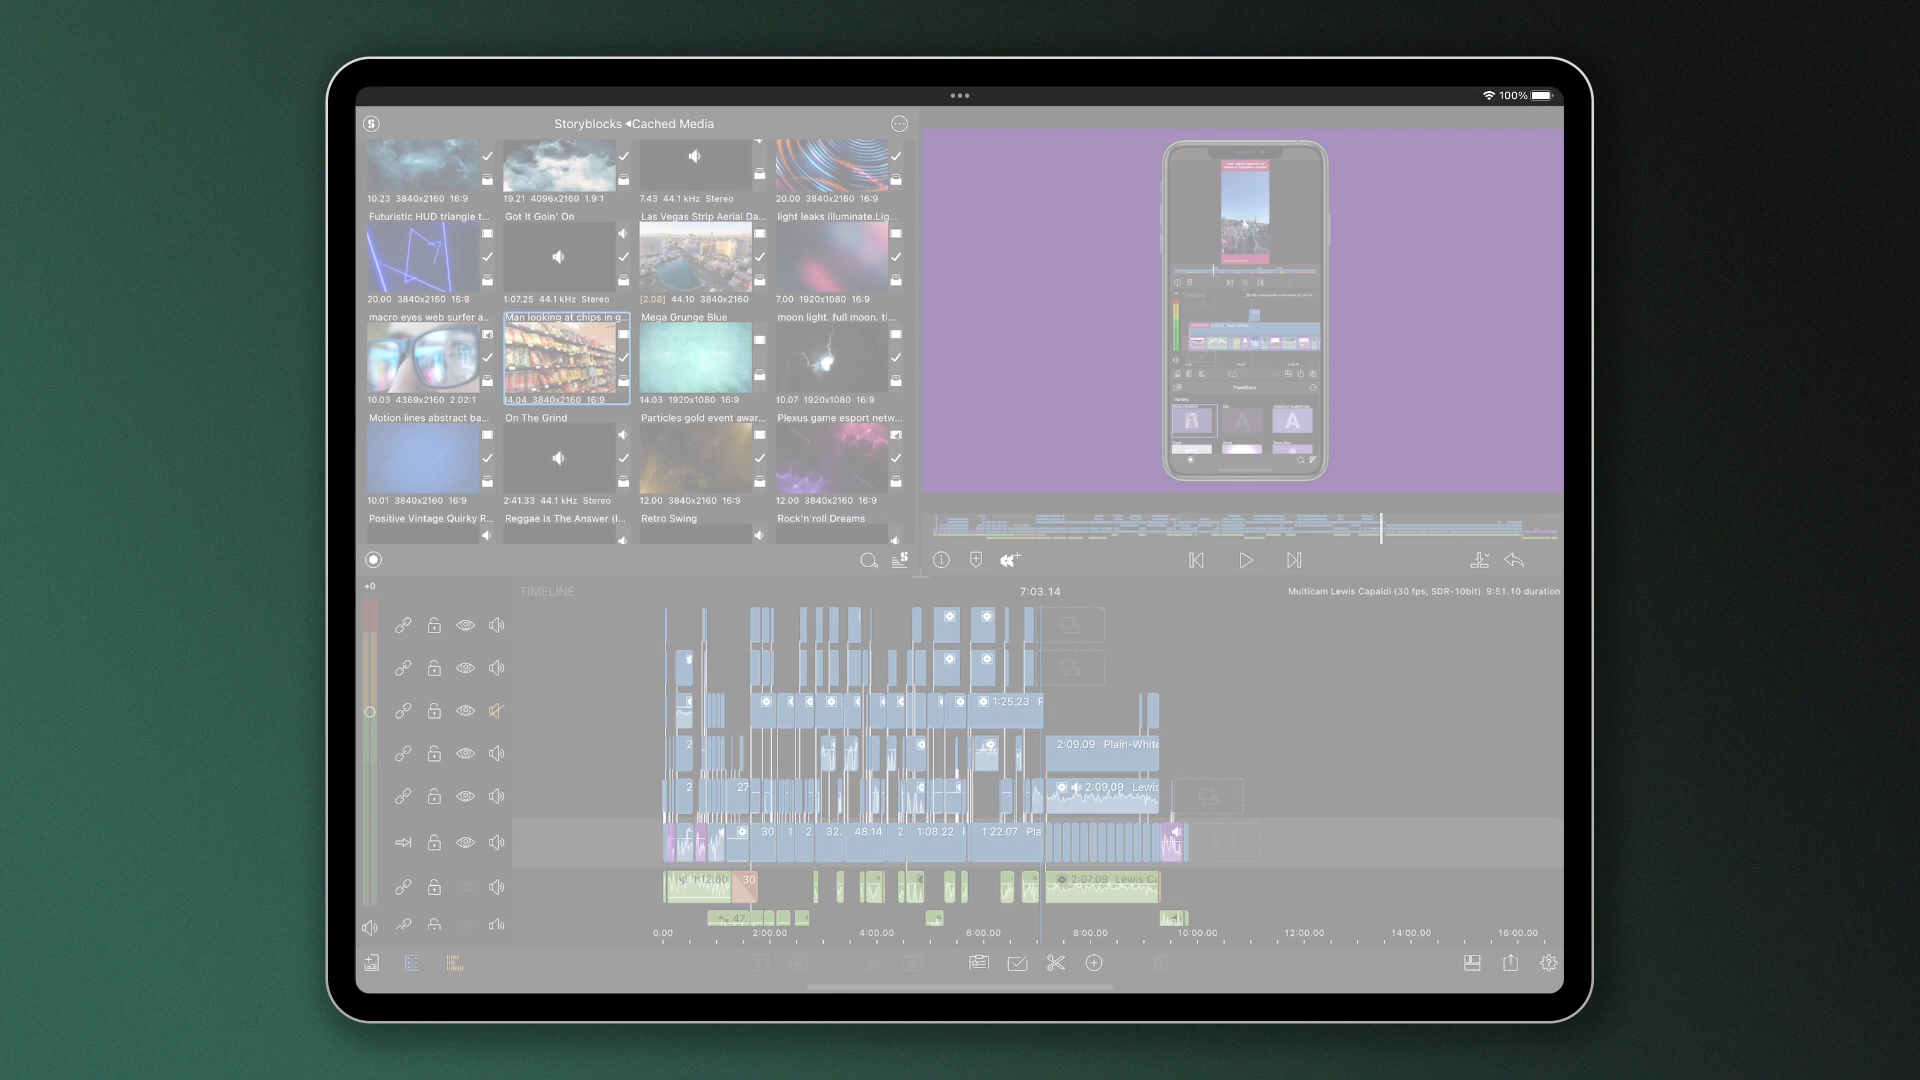 100%
Storyblocks ◂Cached Media
10.23 3840x2160 16:9
19.21 4096x2160 1.9:1
7.43 44.1 kHz Stereo
20.00 3840x2160 16:9
Futuristic HUD triangle t...
Got It Goin' On
Las Vegas Strip Aerial Da...
light leaks illuminate.Lig...
20.00 3840x2160 16:9
1:07.25 44.1 kHz Stereo
[2.08] 44.10 3840x2160
7.00 1920x1080 16:9
macro eyes web surfer a...
Man looking at chips in g...
Mega Grunge Blue
moon light. full moon. ti...
10.03 4369x2160 2.02:1
14.04 3840x2160 16:9
14.03 1920x1080 16:9
10.07 1920x1080 16:9
Motion lines abstract ba...
On The Grind
Particles gold event awar...
Plexus game esport netw...
10.01 3840x2160 16:9
2:41.33 44.1 kHz Stereo
12.00 3840x2160 16:9
12.00 3840x2160 16:9
Positive Vintage Quirky R...
Reggae Is The Answer (I...
Retro Swing
Rock'n'roll Dreams
Transitions
Variety
B
A
A
+0
TIMELINE
7:03.14
Multicam Lewis Capaldi (30 fps, SDR-10bit) 9:51.10 duration
1:25.23 F
2
2:09.09 Plain-White
2
27
2:09.09 Lewis
30
1
2
32.
48.14
2
1:08.22
1:22.07 Pla
1:12.00
30
2:07.09 Lewis C
47.
0.00
2:00.00
4:00.00
6:00.00
8:00.00
10:00.00
12:00.00
14:00.00
16:00.00